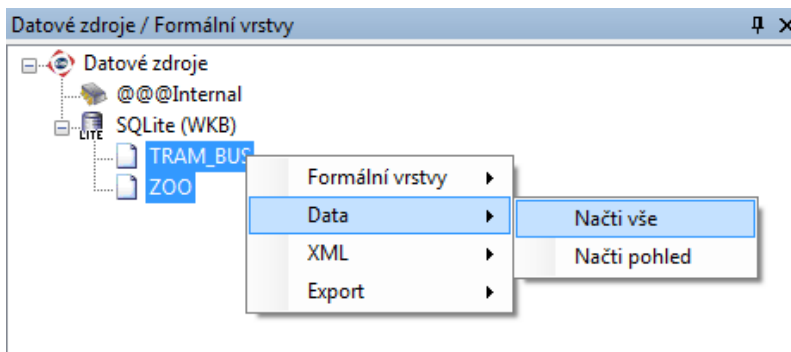 Datové zdroje / Formální vrstvy
Datové zdroje
@@@Internal
LITE SQLite (WKB)
TRAM_BUS
ZOO
Formální vrstvy
Data
XML
Export
Načti vše
Načti pohled